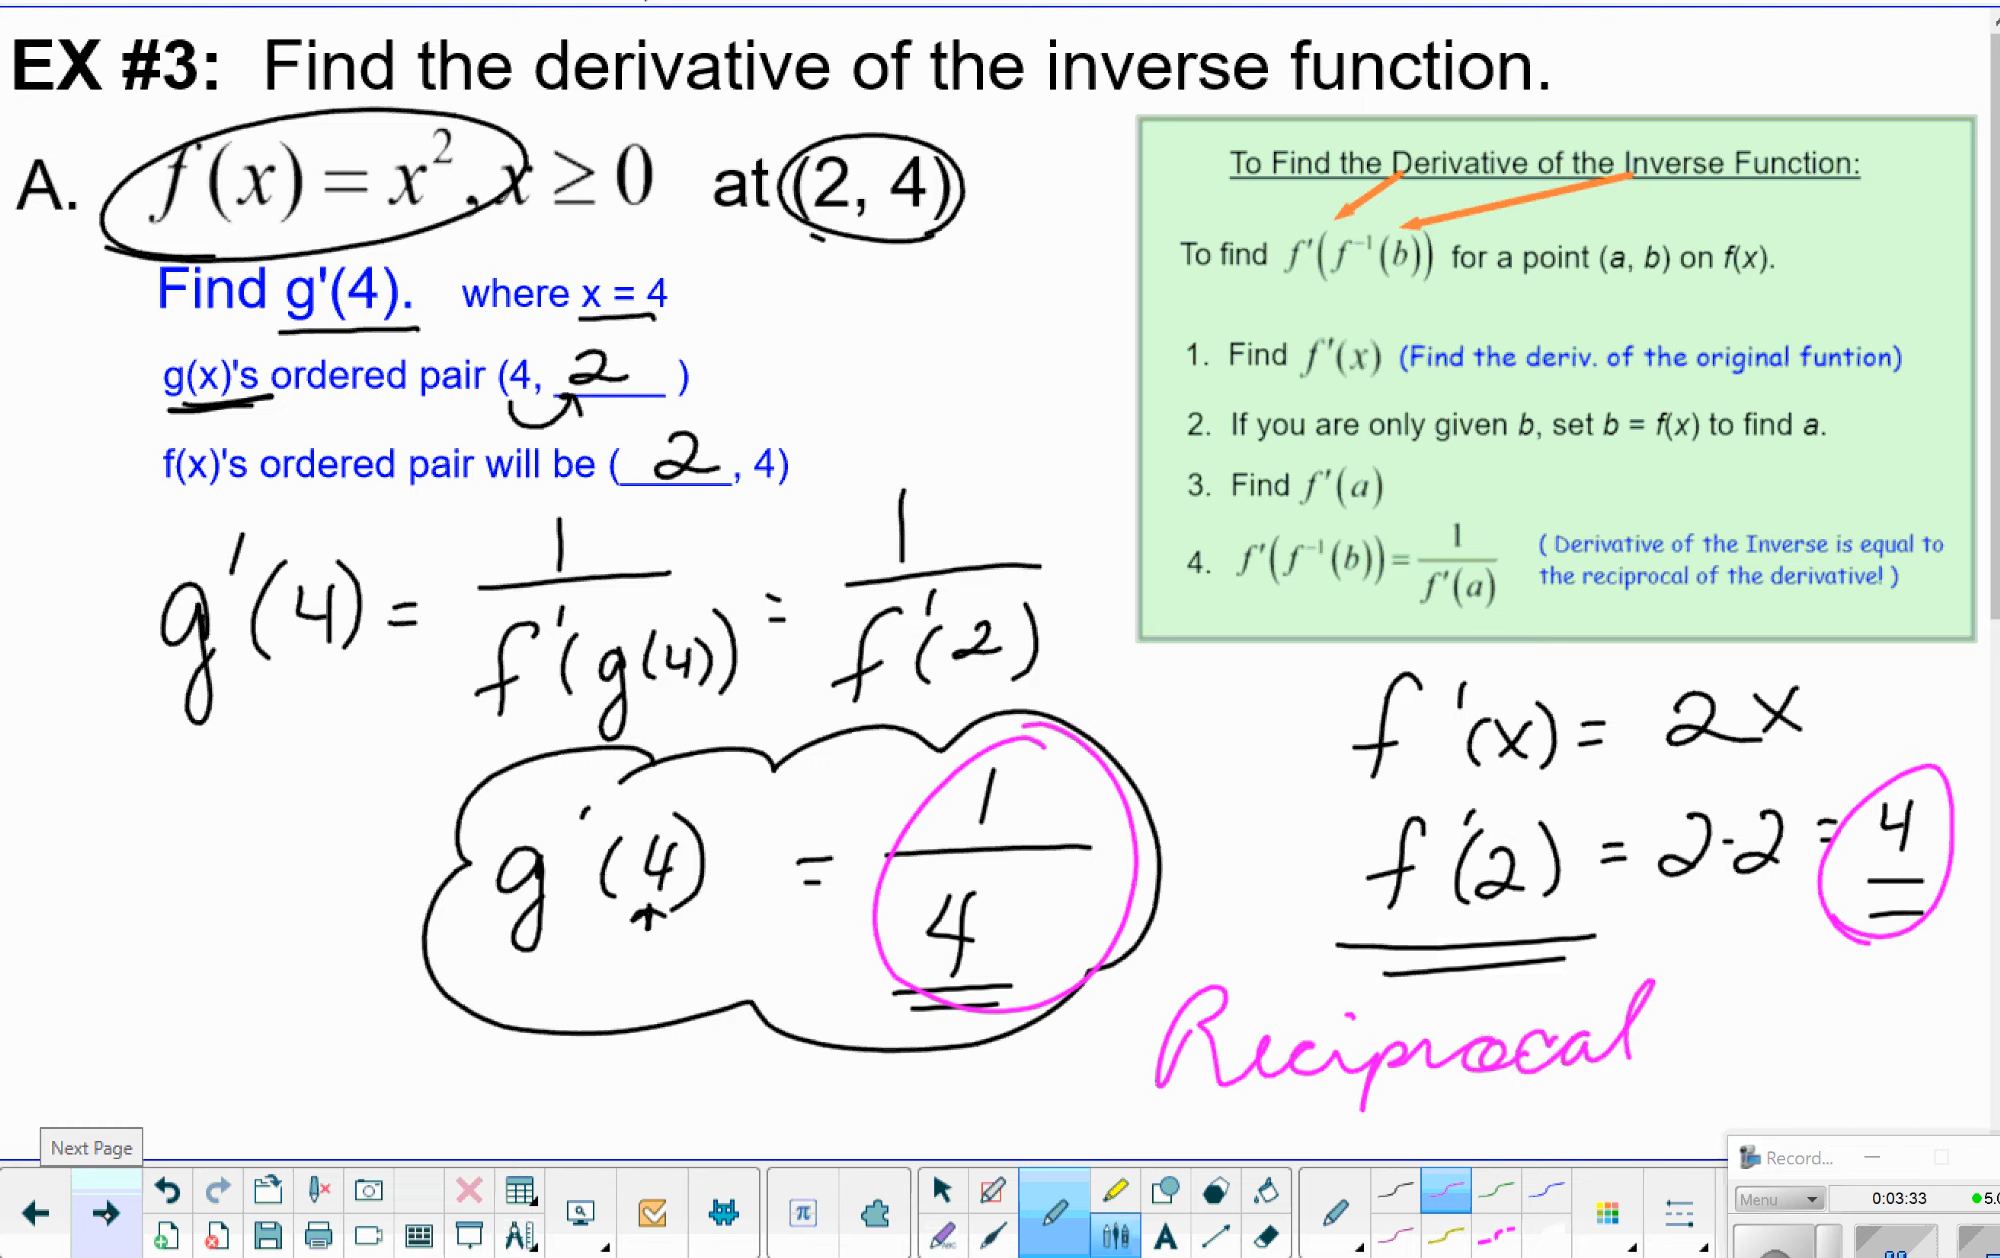 EX #3: Find the derivative of the inverse function.
A. f(x) = x², x ≥ 0 at (2, 4)
Find g'(4). where x = 4
g(x)'s ordered pair (4, 2 )
f(x)'s ordered pair will be ( 2 , 4)
g'(4) = 1/f'(g(4)) = 1/f'(2)
g'(4) = 1/4
To Find the Derivative of the Inverse Function:
To find f'(f⁻¹(b)) for a point (a, b) on f(x).
1. Find f'(x) (Find the deriv. of the original funtion)
2. If you are only given b, set b = f(x) to find a.
3. Find f'(a)
4. f'(f⁻¹(b)) = 1/f'(a) ( Derivative of the Inverse is equal to
the reciprocal of the derivative! )
f'(x) = 2x
f'(2) = 2·2 = 4
Reciprocal
Next Page
Record...
Menu
0:03:33
5.0